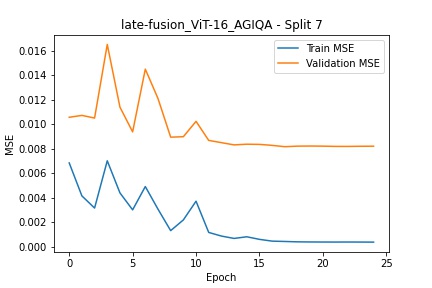 late-fusion_ViT-16_AGIQA - Split 7
Train MSE
Validation MSE
MSE
0.016
0.014
0.012
0.010
0.008
0.006
0.004
0.002
0.000
0 5 10 15 20 25
Epoch